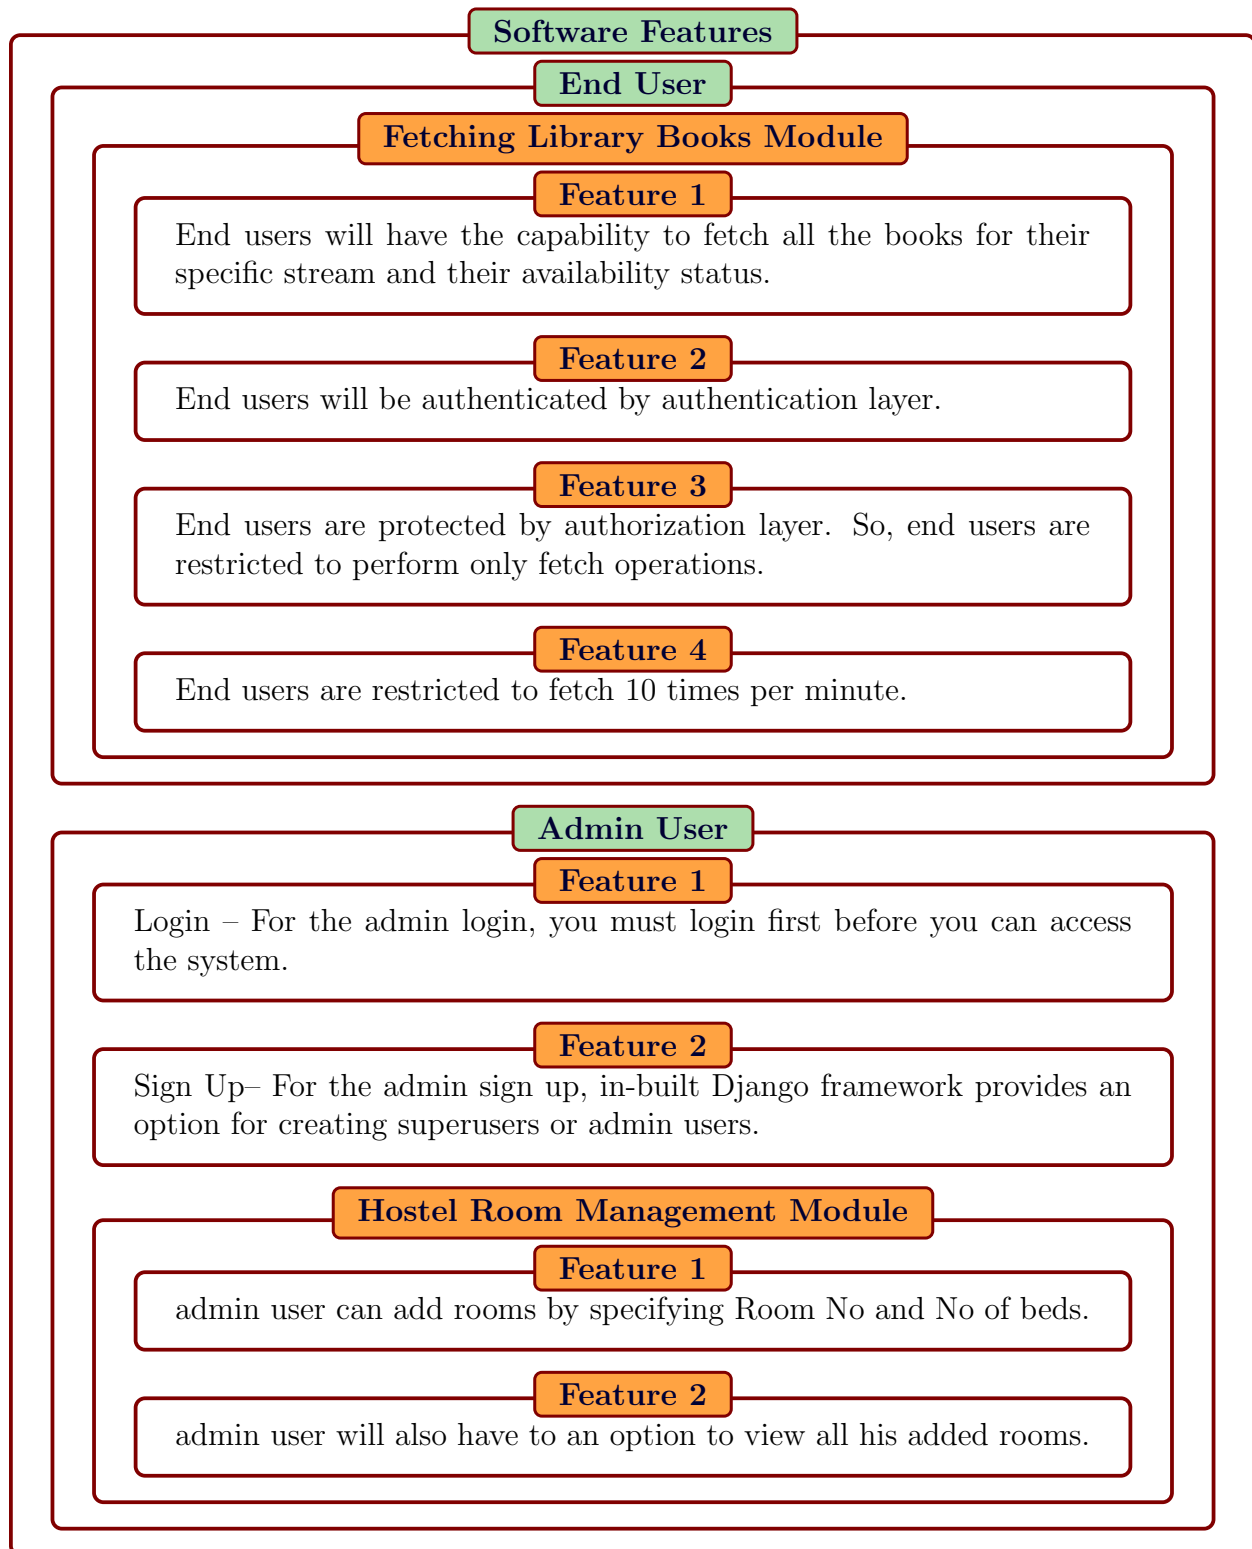 Software Features
End User
Fetching Library Books Module
Feature 1
End users will have the capability to fetch all the books for their
specific stream and their availability status.
Feature 2
End users will be authenticated by authentication layer.
Feature 3
End users are protected by authorization layer. So, end users are
restricted to perform only fetch operations.
Feature 4
End users are restricted to fetch 10 times per minute.
Admin User
Feature 1
Login – For the admin login, you must login first before you can access
the system.
Feature 2
Sign Up– For the admin sign up, in-built Django framework provides an
option for creating superusers or admin users.
Hostel Room Management Module
Feature 1
admin user can add rooms by specifying Room No and No of beds.
Feature 2
admin user will also have to an option to view all his added rooms.